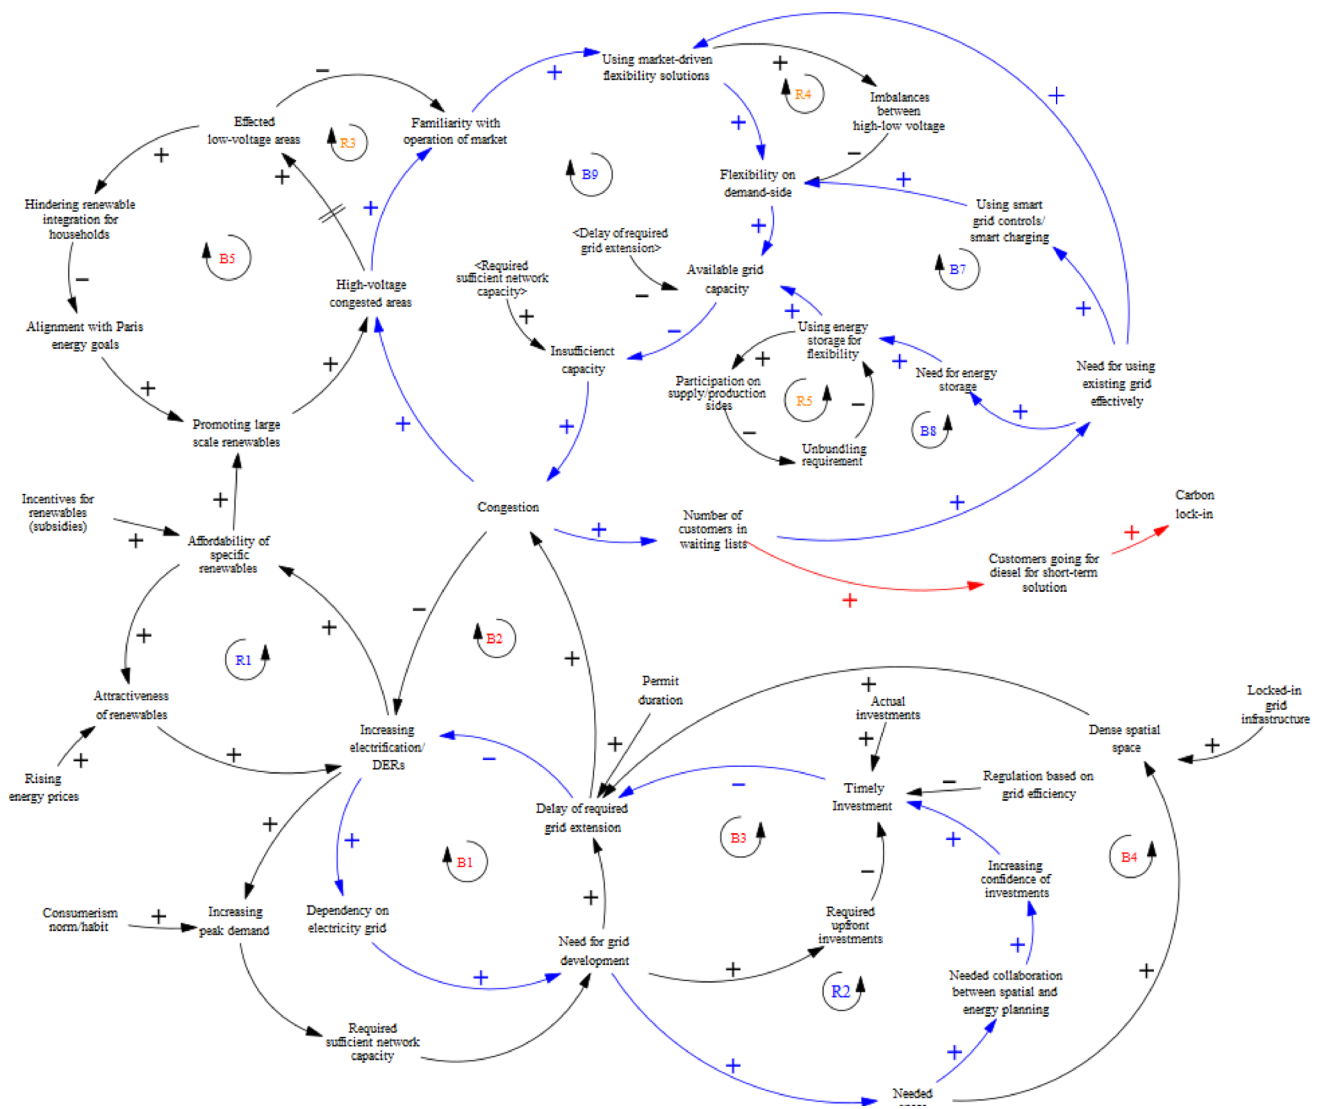 Using market-driven
flexibility solutions
Imbalances
between
high-low voltage
Effected
low-voltage areas
Familiarity with
operation of market
R3
R4
B9
Flexibility on
demand-side
Hindering renewable
integration for
households
Using smart
grid controls/
smart charging
<Delay of required
grid extension>
B5
B7
<Required
sufficient network
capacity>
Available grid
capacity
High-voltage
congested areas
Alignment with Paris
energy goals
Using energy
storage for
flexibility
Insufficienct
capacity
Need for energy
storage
Need for using
existing grid
effectively
Participation on
supply/production
sides
R5
B8
Unbundling
requirement
Promoting large
scale renewables
Incentives for
renewables
(subsidies)
Congestion
Number of
customers in
waiting lists
Carbon
lock-in
Affordability of
specific
renewables
Customers going for
diesel for short-term
solution
B2
R1
Attractiveness
of renewables
Permit
duration
Actual
investments
Locked-in
grid
infrastructure
Increasing
electrification/
DERs
Dense spatial
space
Rising
energy prices
Delay of required
grid extension
Timely
Investment
Regulation based on
grid efficiency
B1
B3
B4
Increasing
confidence of
investments
Consumerism
norm/habit
Increasing
peak demand
Dependency on
electricity grid
Required
upfront
investments
Need for grid
development
R2
Needed collaboration
between spatial and
energy planning
Required
sufficient network
capacity
Needed